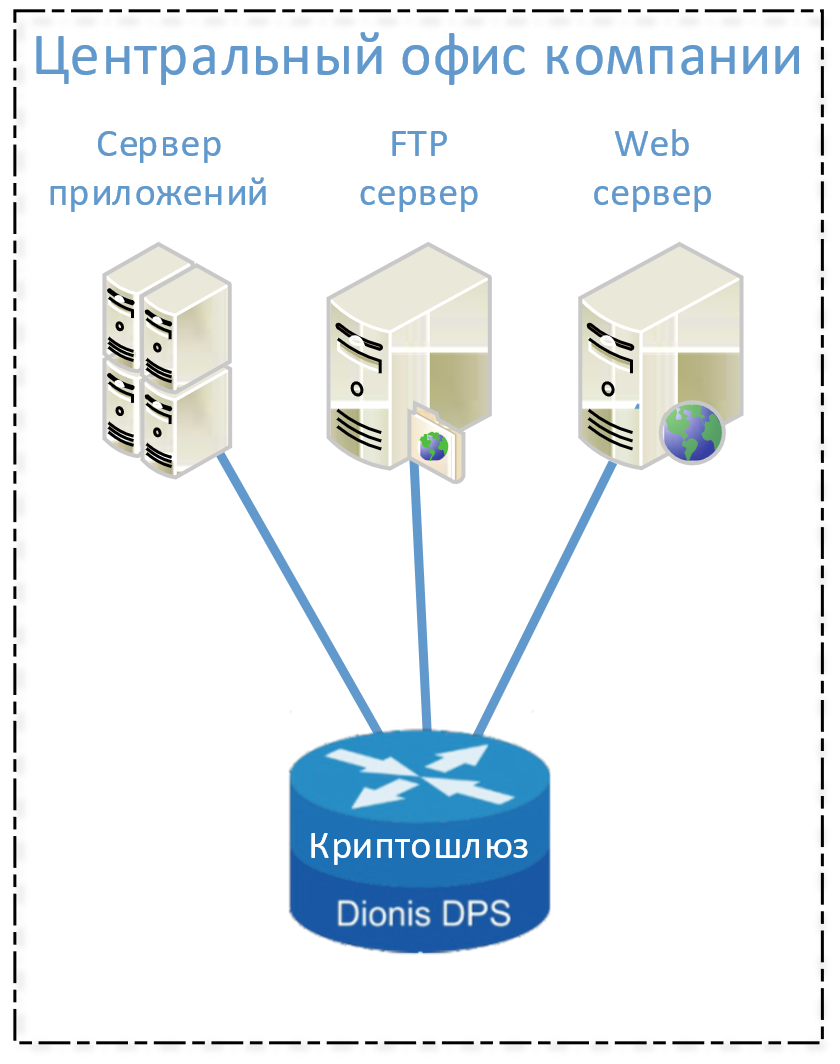 Центральный офис компании
Сервер
приложений
FTP
сервер
Web
сервер
Криптошлюз
Dionis DPS